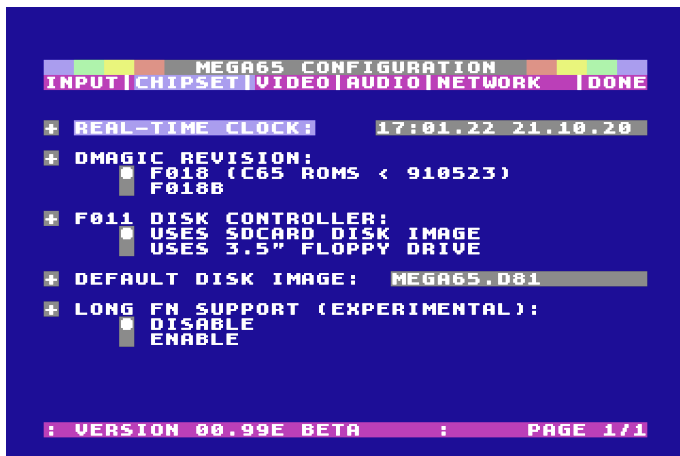 MEGA65 CONFIGURATION
INPUT|CHIPSET|VIDEO|AUDIO|NETWORK |DONE
+ REAL-TIME CLOCK: 17:01.22 21.10.20
+ DMAGIC REVISION:
F018 (C65 ROMS < 910523)
F018B
+ F011 DISK CONTROLLER:
USES SDCARD DISK IMAGE
USES 3.5" FLOPPY DRIVE
+ DEFAULT DISK IMAGE: MEGA65.D81
+ LONG FN SUPPORT (EXPERIMENTAL):
DISABLE
ENABLE
: VERSION 00.99E BETA : PAGE 1/1